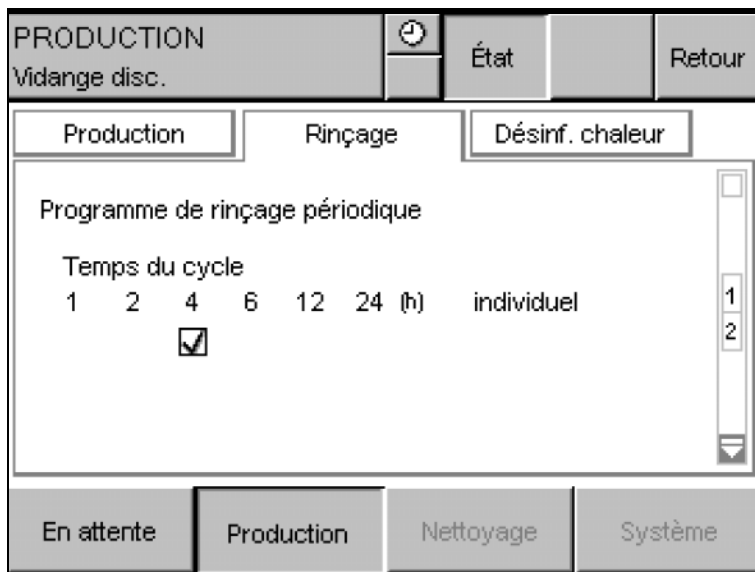 PRODUCTION
Vidange disc.
État
Retour
Production
Rinçage
Désinf. chaleur
Programme de rinçage périodique
Temps du cycle
1 2 4 6 12 24 (h) individuel
1
2
En attente
Production
Nettoyage
Système